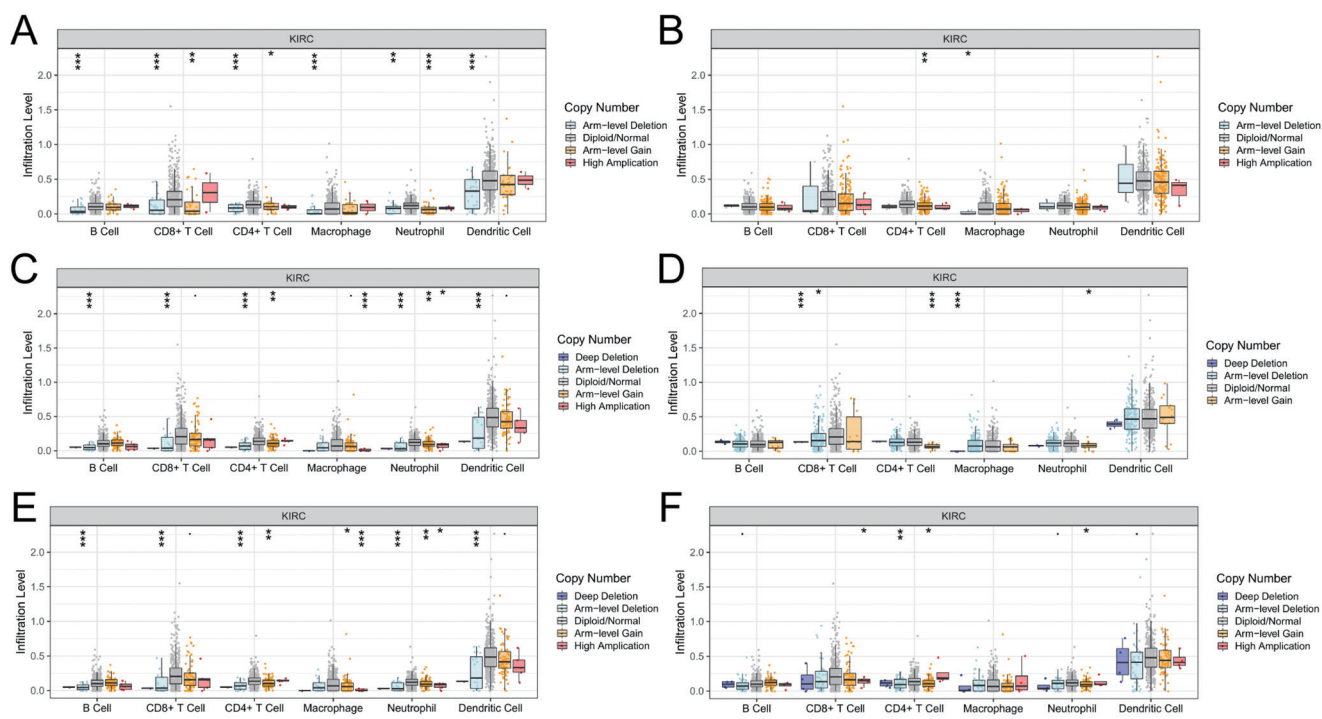 A
KIRC
*** *** ** *** * *** ** *** ***
Infiltration Level
2.0
1.5
1.0
0.5
0.0
B Cell CD8+ T Cell CD4+ T Cell Macrophage Neutrophil Dendritic Cell
Copy Number
Arm-level Deletion
Diploid/Normal
Arm-level Gain
High Amplication
B
KIRC
** *
Infiltration Level
2.0
1.5
1.0
0.5
0.0
B Cell CD8+ T Cell CD4+ T Cell Macrophage Neutrophil Dendritic Cell
Copy Number
Arm-level Deletion
Diploid/Normal
Arm-level Gain
High Amplication
C
KIRC
*** *** · *** ** · *** *** ** * *** ·
Infiltration Level
2.0
1.5
1.0
0.5
0.0
B Cell CD8+ T Cell CD4+ T Cell Macrophage Neutrophil Dendritic Cell
Copy Number
Deep Deletion
Arm-level Deletion
Diploid/Normal
Arm-level Gain
High Amplication
D
KIRC
*** * *** *** *
Infiltration Level
2.0
1.5
1.0
0.5
0.0
B Cell CD8+ T Cell CD4+ T Cell Macrophage Neutrophil Dendritic Cell
Copy Number
Deep Deletion
Arm-level Deletion
Diploid/Normal
Arm-level Gain
E
KIRC
*** *** · *** ** * *** *** ** * *** ·
Infiltration Level
2.0
1.5
1.0
0.5
0.0
B Cell CD8+ T Cell CD4+ T Cell Macrophage Neutrophil Dendritic Cell
Copy Number
Deep Deletion
Arm-level Deletion
Diploid/Normal
Arm-level Gain
High Amplication
F
KIRC
· * ** * · * ·
Infiltration Level
2.0
1.5
1.0
0.5
0.0
B Cell CD8+ T Cell CD4+ T Cell Macrophage Neutrophil Dendritic Cell
Copy Number
Deep Deletion
Arm-level Deletion
Diploid/Normal
Arm-level Gain
High Amplication